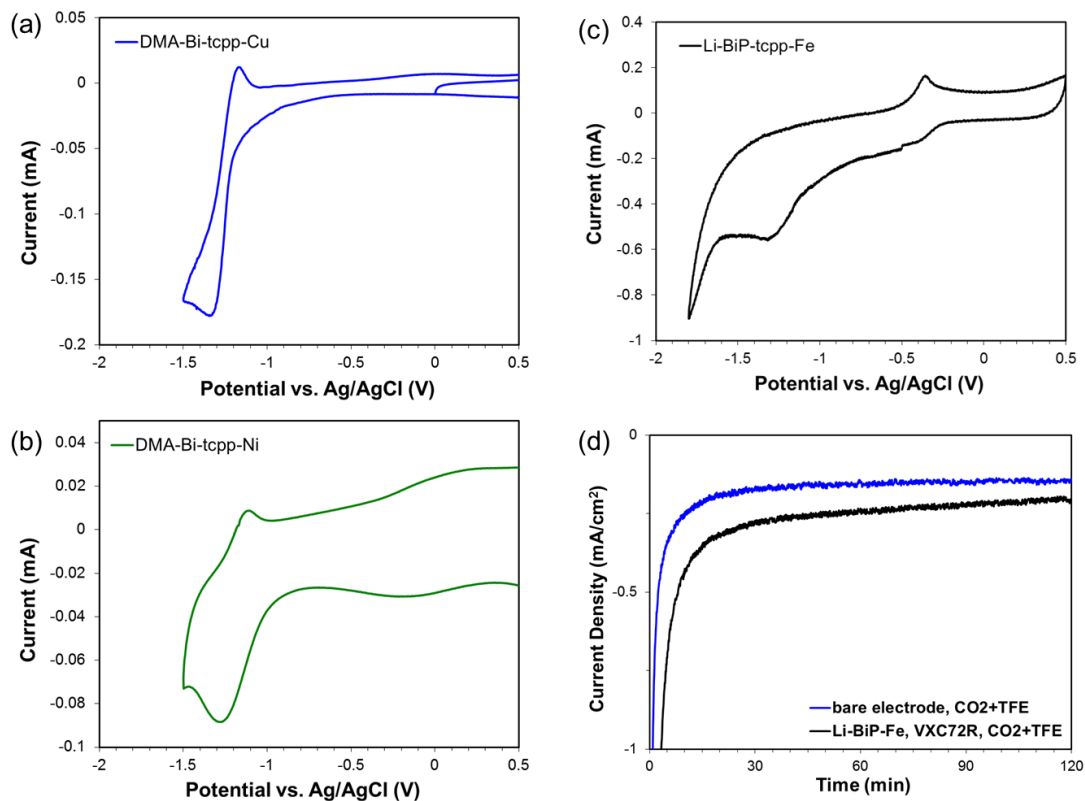 (a)
DMA-Bi-tcpp-Cu
0.05
0
-0.05
-0.1
-0.15
-0.2
Current (mA)
-2 -1.5 -1 -0.5 0 0.5
Potential vs. Ag/AgCl (V)
(c)
Li-BiP-tcpp-Fe
0.4
0.2
0
-0.2
-0.4
-0.6
-0.8
-1
Current (mA)
-2 -1.5 -1 -0.5 0 0.5
Potential vs. Ag/AgCl (V)
(b)
DMA-Bi-tcpp-Ni
0.04
0.02
0
-0.02
-0.04
-0.06
-0.08
-0.1
Current (mA)
-2 -1.5 -1 -0.5 0 0.5
Potential vs. Ag/AgCl (V)
(d)
0
-0.5
-1
Current Density (mA/cm²)
bare electrode, CO2+TFE
Li-BiP-Fe, VXC72R, CO2+TFE
0 30 60 90 120
Time (min)